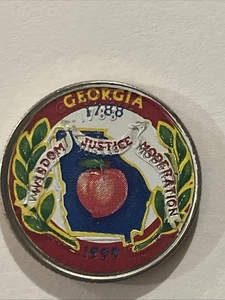 GEORGIA
1788
WISDOM
JUSTICE
MODERATION
1999